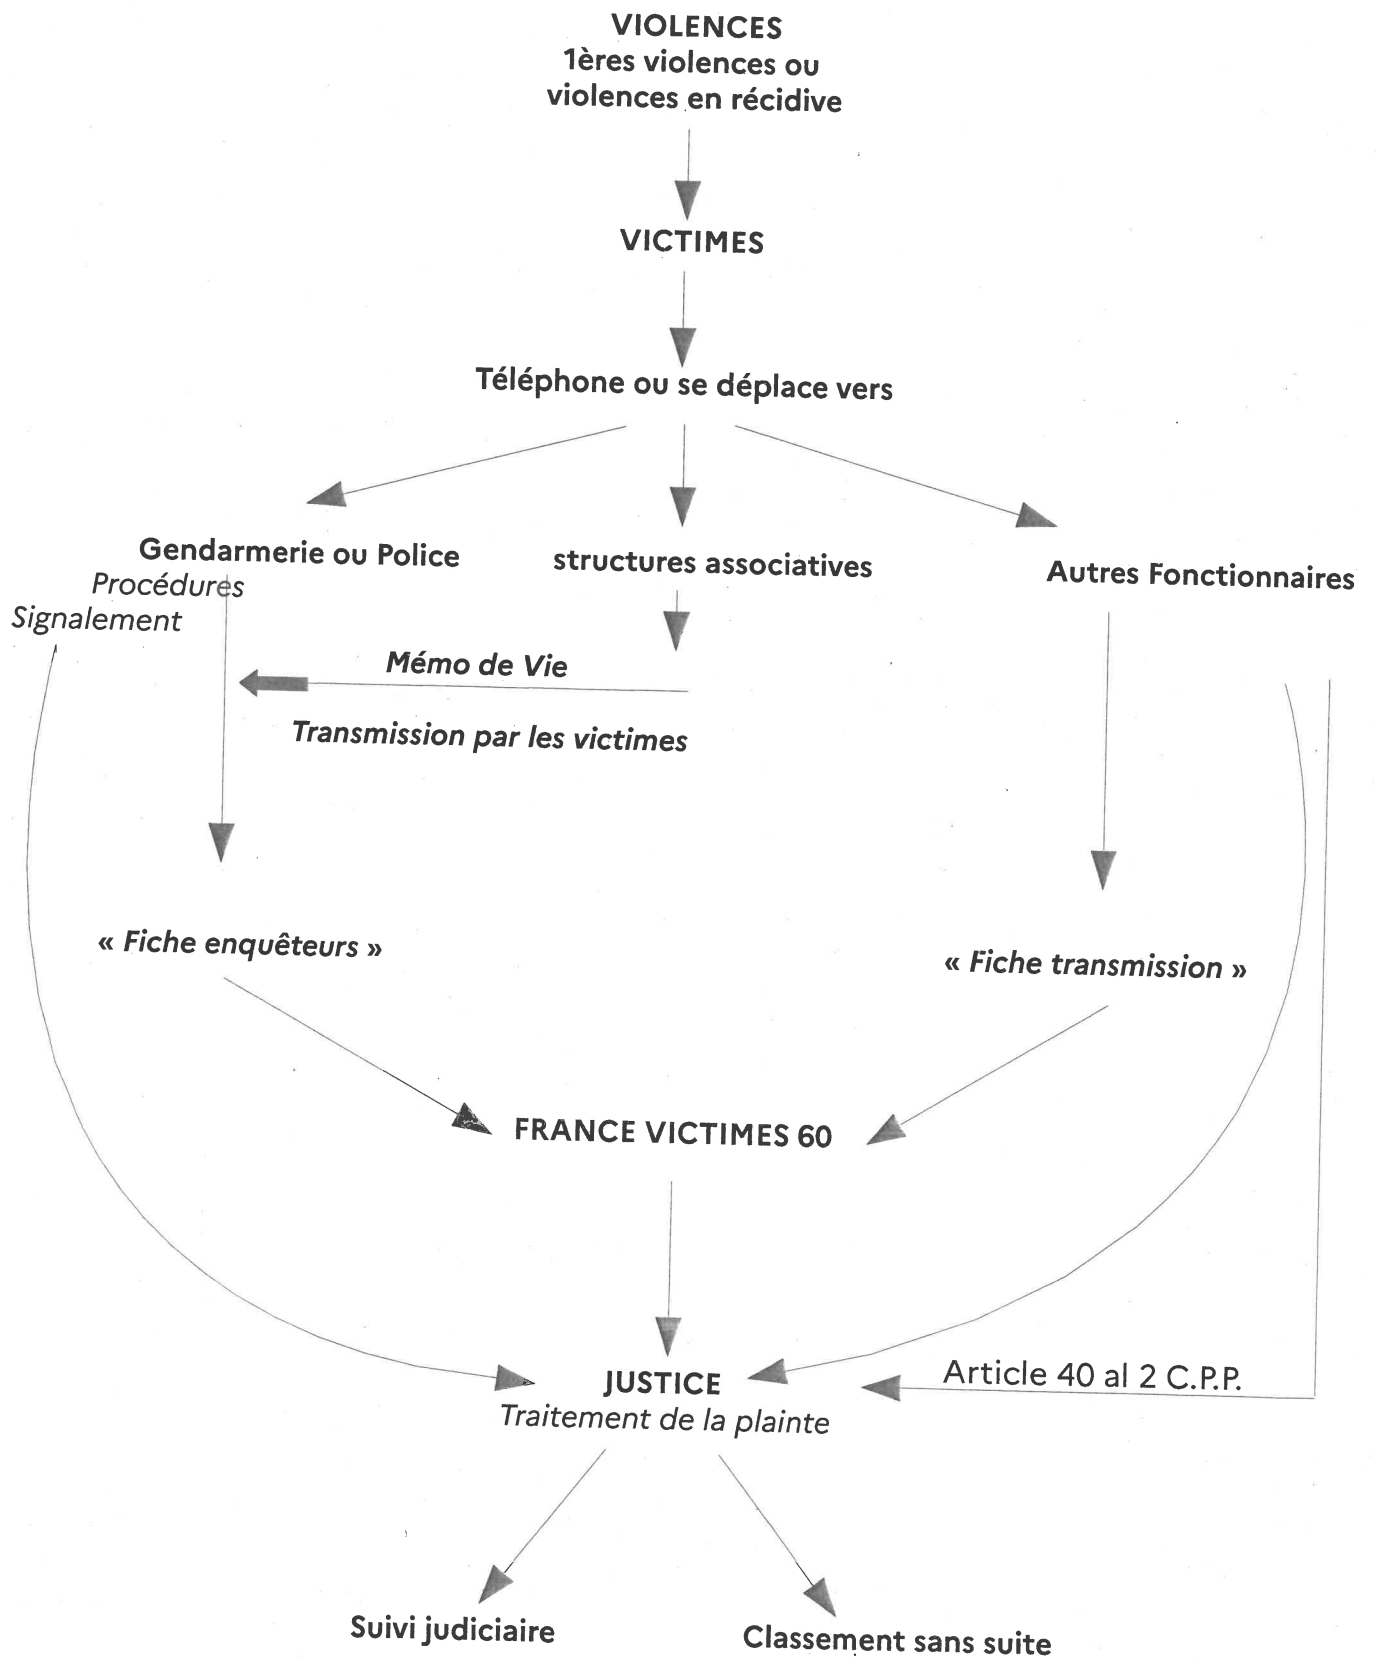 VIOLENCES
1ères violences ou
violences en récidive
VICTIMES
Téléphone ou se déplace vers
Gendarmerie ou Police
Procédures
Signalement
structures associatives
Autres Fonctionnaires
Mémo de Vie
Transmission par les victimes
« Fiche enquêteurs »
« Fiche transmission »
FRANCE VICTIMES 60
JUSTICE
Traitement de la plainte
Article 40 al 2 C.P.P.
Suivi judiciaire
Classement sans suite